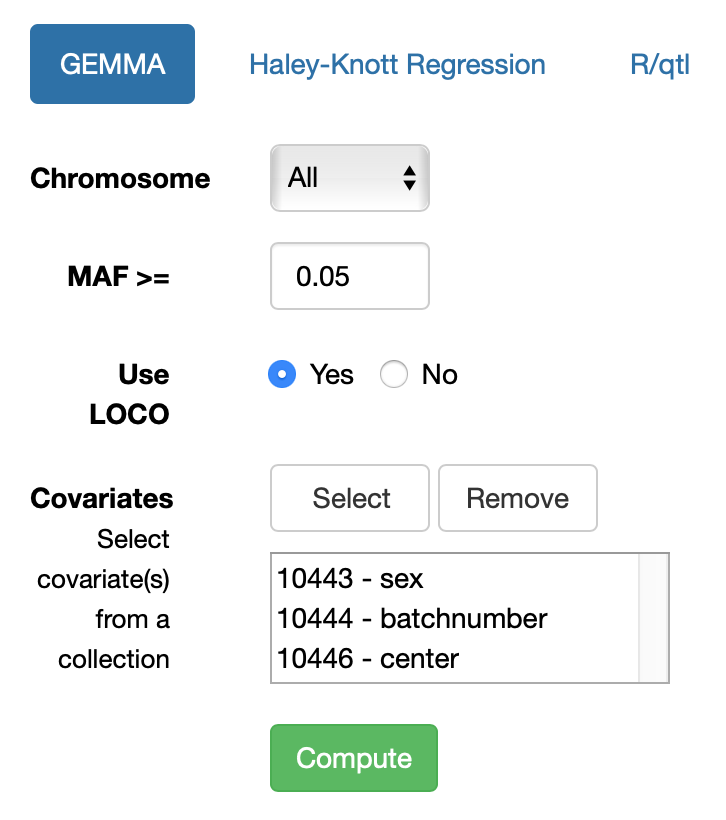 GEMMA Haley-Knott Regression R/qtl
Chromosome All
MAF >= 0.05
Use Yes No
LOCO
Covariates Select Remove
Select
covariate(s)
from a
collection
10443 - sex
10444 - batchnumber
10446 - center
Compute